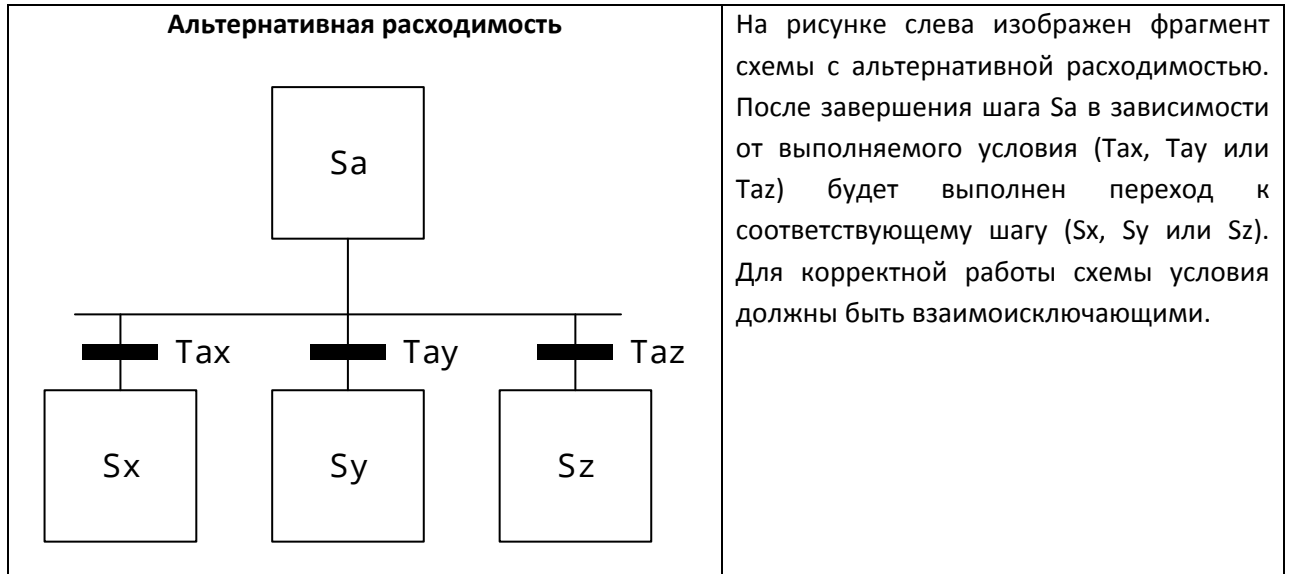 Альтернативная расходимость
Sa
Tax
Tay
Taz
Sx
Sy
Sz
На рисунке слева изображен фрагмент
схемы с альтернативной расходимостью.
После завершения шага Sa в зависимости
от выполняемого условия (Tax, Tay или
Taz) будет выполнен переход к
соответствующему шагу (Sx, Sy или Sz).
Для корректной работы схемы условия
должны быть взаимоисключающими.